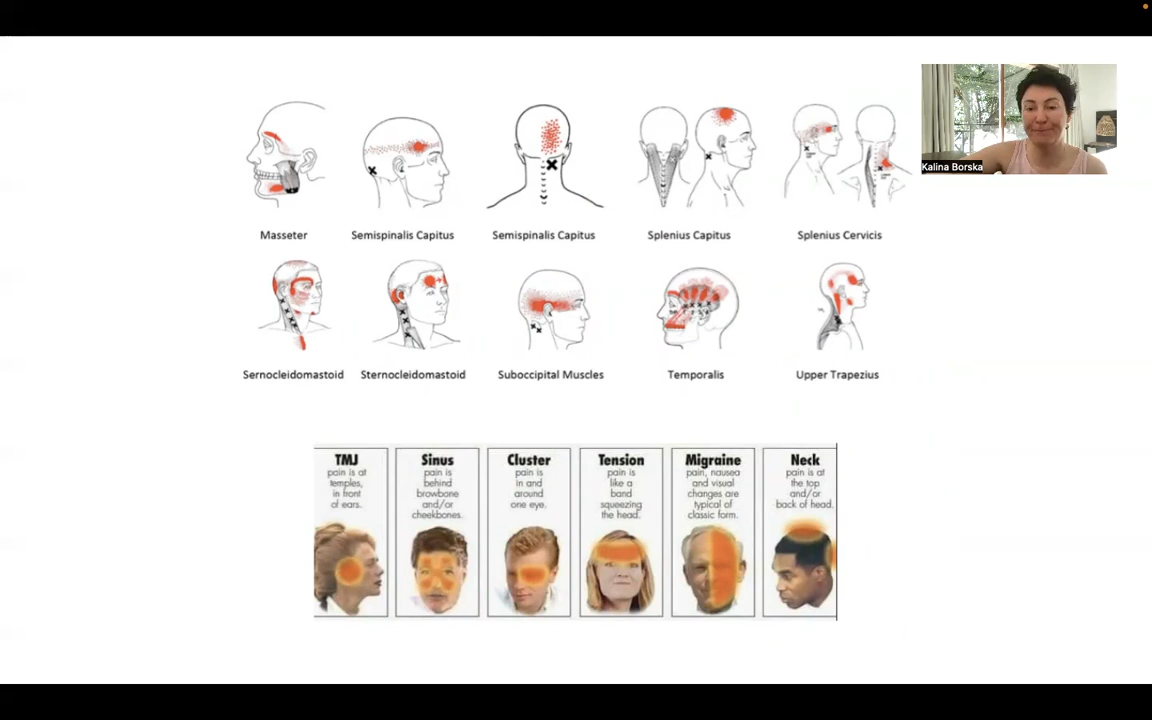 Kalina Borska
Masseter
Semispinalis Capitus
Semispinalis Capitus
Splenius Capitus
Splenius Cervicis
Sernocleidomastoid
Sternocleidomastoid
Suboccipital Muscles
Temporalis
Upper Trapezius
TMJ
pain is at
temples,
in front
of ears.
Sinus
pain is
behind
browbone
and/or
cheekbones.
Cluster
pain is
in and
around
one eye.
Tension
pain is
like a
band
squeezing
the head.
Migraine
pain, nausea
and visual
changes are
typical of
classic form.
Neck
pain is at
the top
and/or
back of head.